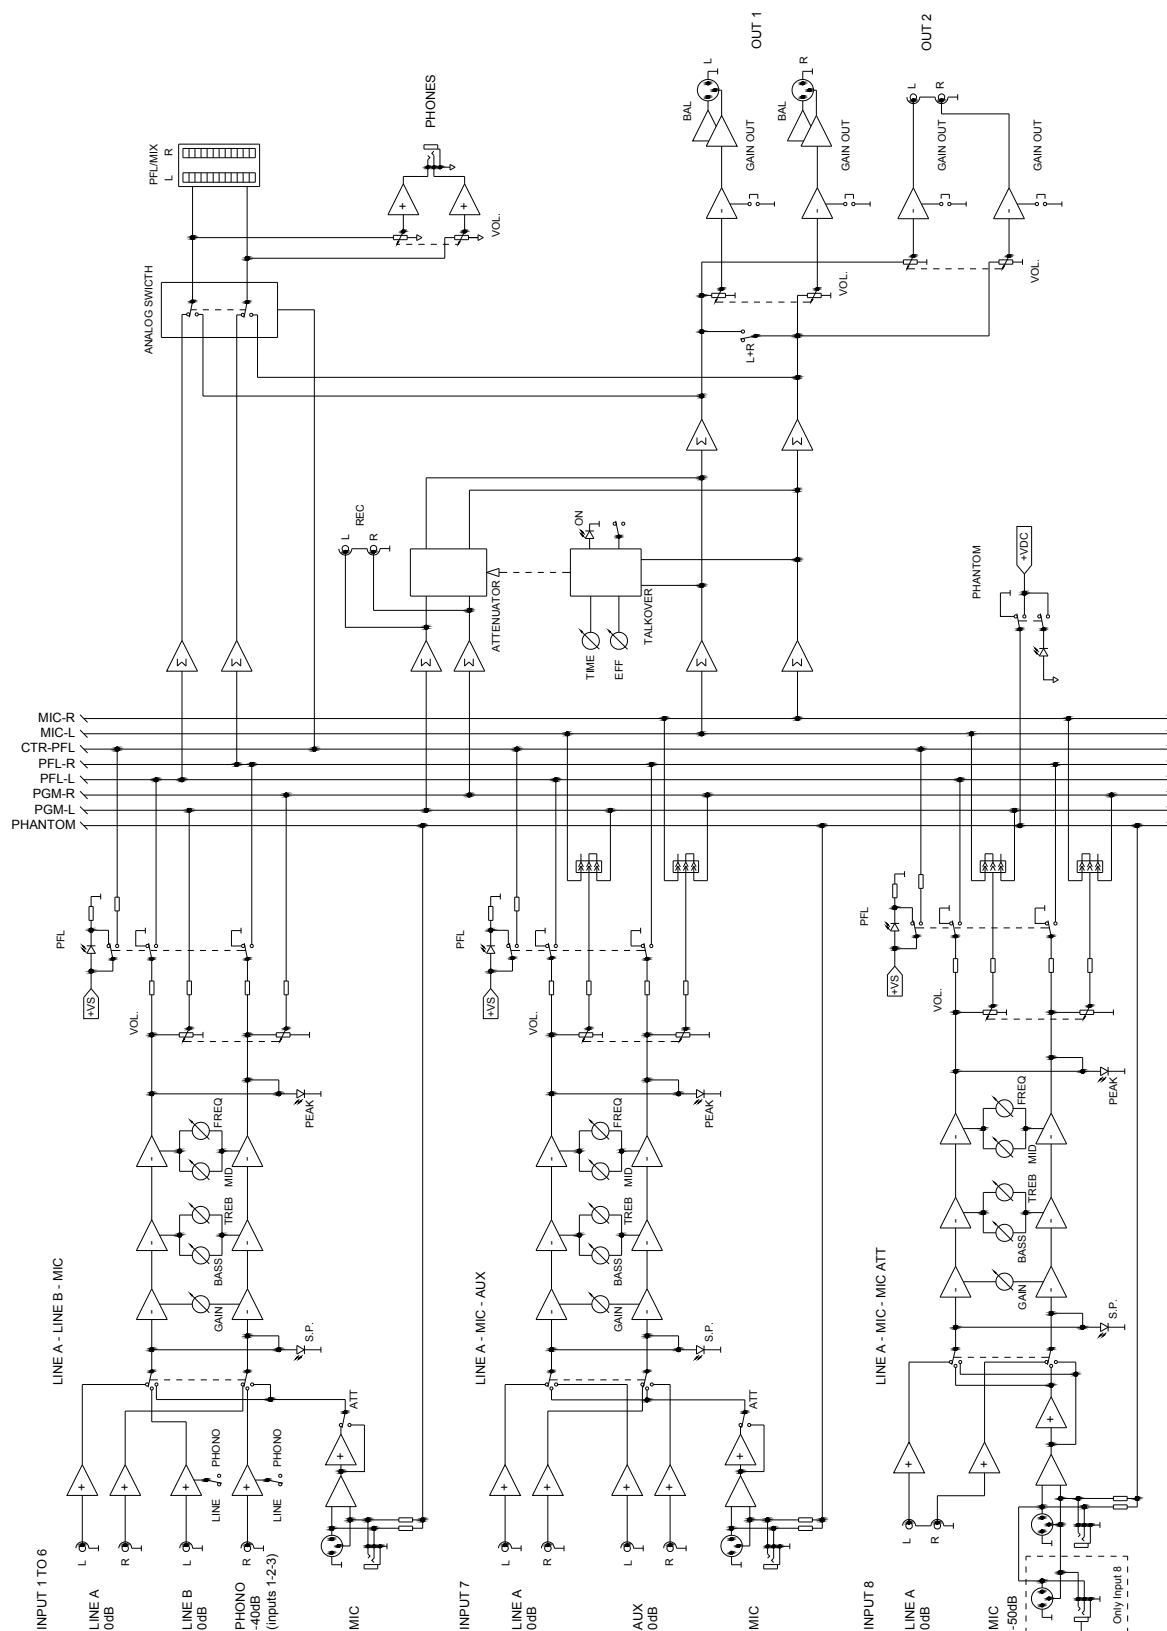 PFL/MIX
L
R
PHONES
VOL.
ANALOG SWICTH
OUT 1
L
R
BAL
BAL
GAIN OUT
GAIN OUT
VOL.
L+R
OUT 2
L
R
GAIN OUT
GAIN OUT
VOL.
REC
L
R
ATTENUATOR
ON
TIME
EFF
TALKOVER
PHANTOM
+VDC
Σ
Σ
Σ
Σ
Σ
Σ
Σ
Σ
MIC-R
MIC-L
CTR-PFL
PFL-R
PFL-L
PGM-R
PGM-L
PHANTOM
INPUT 1 TO 6
LINE A - LINE B - MIC
LINE A
0dB
L
R
LINE B
0dB
L
PHONO
-40dB
(inputs 1-2-3)
R
MIC
LINE
PHONO
LINE
PHONO
ATT
S.P.
GAIN
BASS
TREB
MID
FREQ
PEAK
VOL.
+VS
PFL
INPUT 7
LINE A - MIC - AUX
LINE A
0dB
L
R
AUX
0dB
L
R
MIC
ATT
S.P.
GAIN
BASS
TREB
MID
FREQ
PEAK
VOL.
+VS
PFL
INPUT 8
LINE A - MIC - MIC ATT
LINE A
0dB
L
R
MIC
-50dB
Only Input 8
S.P.
GAIN
BASS
TREB
MID
FREQ
PEAK
VOL.
+VS
PFL